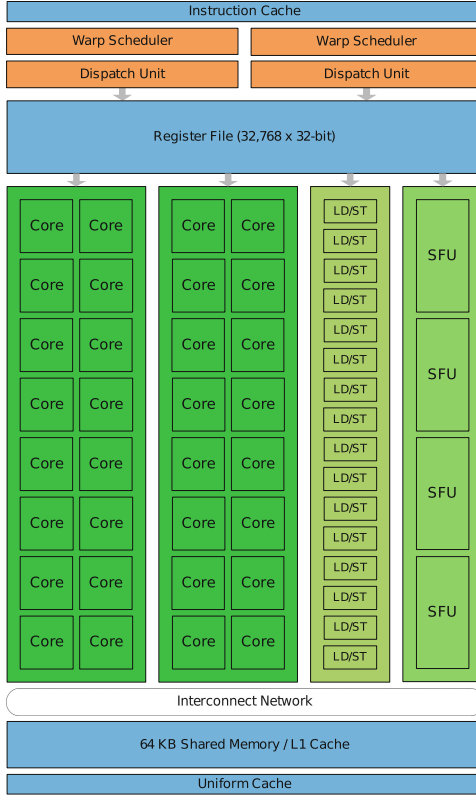 Instruction Cache
Warp Scheduler Warp Scheduler
Dispatch Unit Dispatch Unit
Register File (32,768 x 32-bit)
Core Core Core Core LD/ST
LD/ST
SFU
Core Core Core Core LD/ST
LD/ST
Core Core Core Core LD/ST
LD/ST
SFU
Core Core Core Core LD/ST
LD/ST
Core Core Core Core LD/ST
LD/ST
SFU
Core Core Core Core LD/ST
LD/ST
Core Core Core Core LD/ST
LD/ST
SFU
Core Core Core Core LD/ST
LD/ST
Interconnect Network
64 KB Shared Memory / L1 Cache
Uniform Cache